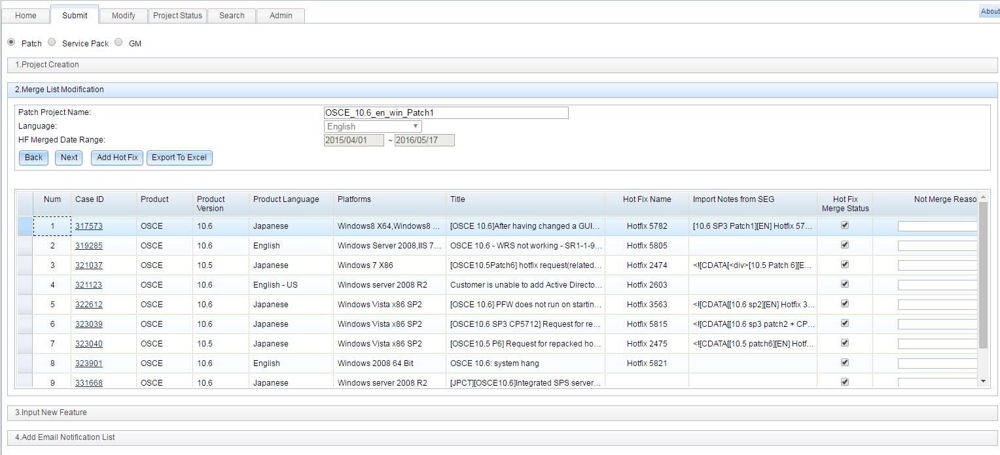 Home Submit Modify Project Status Search Admin About
Patch Service Pack GM
1.Project Creation
2.Merge List Modification
Patch Project Name: OSCE_10.6_en_win_Patch1
Language: English
HF Merged Date Range: 2015/04/01 ~ 2016/05/17
Back Next Add Hot Fix Export To Excel
Num Case ID Product Product Version Product Language Platforms Title Hot Fix Name Import Notes from SEG Hot Fix Merge Status Not Merge Reaso
1 317573 OSCE 10.6 Japanese Windows8 X64,Windows8 ... [OSCE 10.6]After having changed a GUI... Hotfix 5782 [10.6 SP3 Patch1][EN] Hotfix 57...
2 319285 OSCE 10.6 English Windows Server 2008,IIS 7... OSCE 10.6 - WRS not working - SR1-1-9... Hotfix 5805
3 321037 OSCE 10.5 Japanese Windows 7 X86 [OSCE10.5Patch6] hotfix request(related... Hotfix 2474 <![CDATA[<div>[10.5 Patch 6][E...
4 321123 OSCE 10.6 English - US Windows server 2008 R2 Customer is unable to add Active Directo... Hotfix 2603
5 322612 OSCE 10.6 Japanese Windows Vista x86 SP2 [OSCE 10.6] PFW does not run on startin... Hotfix 3563 <![CDATA[[10.6 sp2][EN] Hotfix 3...
6 323039 OSCE 10.6 Japanese Windows Vista x86 SP2 [OSCE10.6 SP3 CP5712] Request for re... Hotfix 5815 <![CDATA[[10.6 sp3 patch2 + CP...
7 323040 OSCE 10.5 Japanese Windows Vista x86 SP2 [OSCE10.5 P6] Request for repacked ho... Hotfix 2475 <![CDATA[[10.5 patch6][EN] Hotf...
8 323901 OSCE 10.6 English Windows 2008 64 Bit OSCE 10.6: system hang Hotfix 5821
9 331668 OSCE 10.6 Japanese Windows server 2008 R2 [JPCT][OSCE10.6]Integrated SPS server...
3.Input New Feature
4.Add Email Notification List